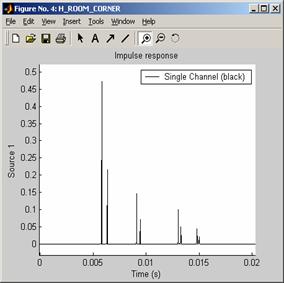 Figure No. 4: H_ROOM_CORNER
File Edit View Insert Tools Window Help
Impulse response
Single Channel (black)
0.5
0.45
0.4
0.35
0.3
0.25
0.2
0.15
0.1
0.05
0
Source 1
0 0.005 0.01 0.015 0.02
Time (s)